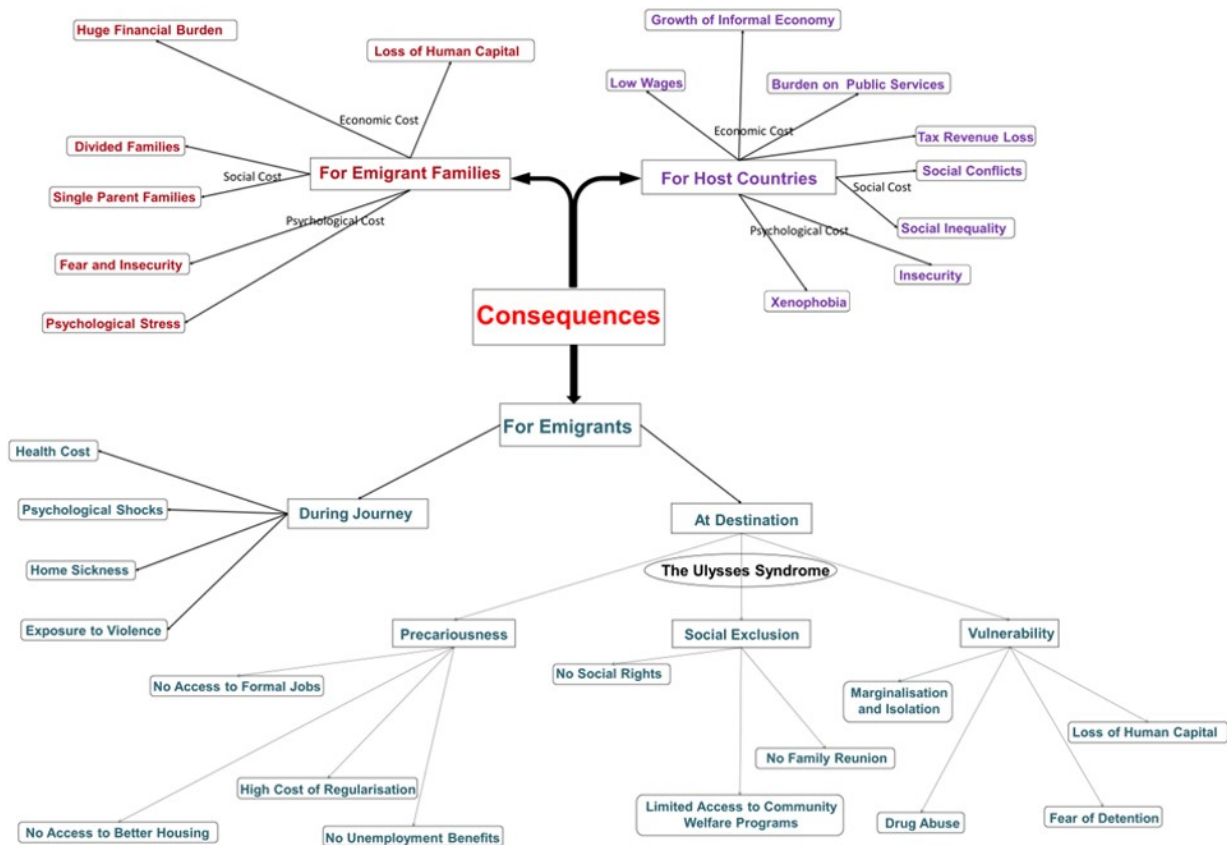 Huge Financial Burden
Growth of Informal Economy
Loss of Human Capital
Low Wages
Burden on Public Services
Economic Cost
Economic Cost
Tax Revenue Loss
Divided Families
Social Cost
For Emigrant Families
For Host Countries
Social Conflicts
Social Cost
Single Parent Families
Psychological Cost
Psychological Cost
Social Inequality
Fear and Insecurity
Insecurity
Xenophobia
Psychological Stress
Consequences
For Emigrants
Health Cost
Psychological Shocks
During Journey
At Destination
Home Sickness
The Ulysses Syndrome
Exposure to Violence
Precariousness
Social Exclusion
Vulnerability
No Access to Formal Jobs
No Social Rights
Marginalisation
and Isolation
Loss of Human Capital
No Family Reunion
High Cost of Regularisation
Limited Access to Community
Welfare Programs
No Access to Better Housing
No Unemployment Benefits
Drug Abuse
Fear of Detention